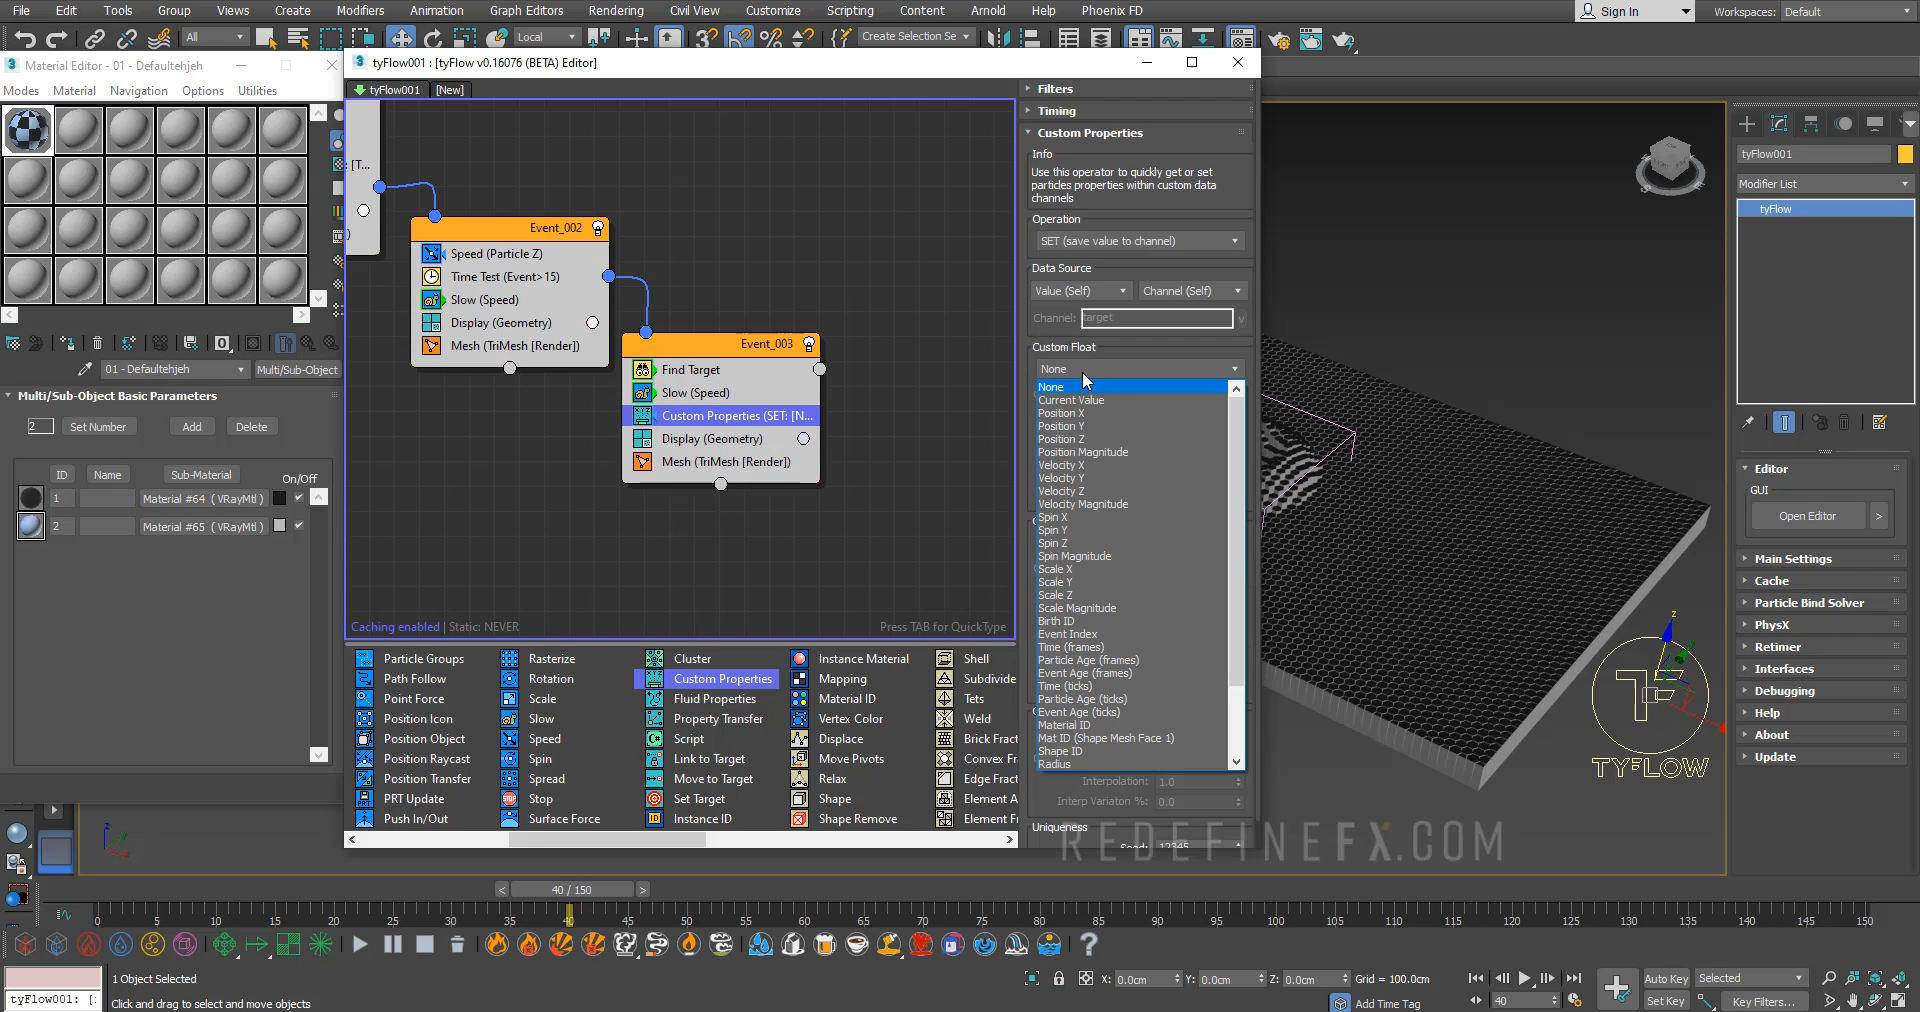 File Edit Tools Group Views Create Modifiers Animation Graph Editors Rendering Civil View Customize Scripting Content Arnold Help Phoenix FD Sign In Workspaces: Default
All Local Create Selection Se
Material Editor - 01 - Defaultehjeh
Modes Material Navigation Options Utilities
01 - Defaultehjeh Multi/Sub-Object
Multi/Sub-Object Basic Parameters
2 Set Number Add Delete
ID Name Sub-Material On/Off
1 Material #64 ( VRayMtl )
2 Material #65 ( VRayMtl )
3 tyFlow001 : [tyFlow v0.16076 (BETA) Editor]
tyFlow001 [New]
: [T...
Event_002
Speed (Particle Z)
Time Test (Event>15)
Slow (Speed)
Display (Geometry)
Mesh (TriMesh [Render])
Event_003
Find Target
Slow (Speed)
Custom Properties (SET: [N...
Display (Geometry)
Mesh (TriMesh [Render])
Caching enabled | Static: NEVER
Press TAB for QuickType
Particle Groups Rasterize Cluster Instance Material Shell
Path Follow Rotation Custom Properties Mapping Subdivide
Point Force Scale Fluid Properties Material ID Tets
Position Icon Slow Property Transfer Vertex Color Weld
Position Object Speed Script Displace Brick Fract
Position Raycast Spin Link to Target Move Pivots Convex Fr
Position Transfer Spread Move to Target Relax Edge Fract
PRT Update Stop Set Target Shape Element A
Push In/Out Surface Force Instance ID Shape Remove Element Fr
Filters
Timing
Custom Properties
Info
Use this operator to quickly get or set
particles properties within custom data
channels
Operation
SET (save value to channel)
Data Source
Value (Self) Channel (Self)
Channel: target
Custom Float
None
None
Current Value
Position X
Position Y
Position Z
Position Magnitude
Velocity X
Velocity Y
Velocity Z
Velocity Magnitude
Spin X
Spin Y
Spin Z
Spin Magnitude
Scale X
Scale Y
Scale Z
Scale Magnitude
Birth ID
Event Index
Time (frames)
Particle Age (frames)
Event Age (frames)
Time (ticks)
Particle Age (ticks)
Event Age (ticks)
Material ID
Mat ID (Shape Mesh Face 1)
Shape ID
Radius
Interpolation: 1.0
Interp Variaton %: 0.0
Uniqueness
Seed: 12345
REDEFINEFX.COM
TYFLOW
tyFlow001
Modifier List
tyFlow
Editor
GUI
Open Editor >
Main Settings
Cache
Particle Bind Solver
PhysX
Retimer
Interfaces
Debugging
Help
About
Update
< 40 / 150 >
0 5 10 15 20 25 30 35 40 45 50 55 60 65 70 75 80 85 90 95 100 105 110 115 120 125 130 135 140 145 150
1 Object Selected
X: 0.0cm Y: 0.0cm Z: 0.0cm Grid = 100.0cm
Auto Key Selected
tyFlow001: [:
Click and drag to select and move objects
Add Time Tag
40
Set Key Key Filters...